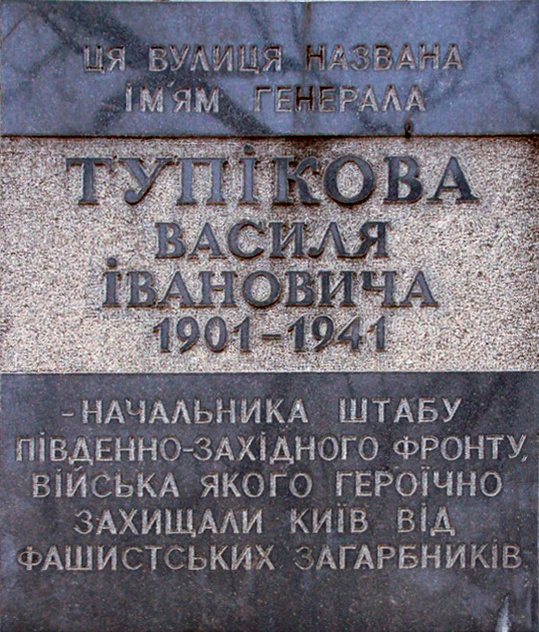 ЦЯ ВУЛИЦЯ НАЗВАНА
ІМ'ЯМ ГЕНЕРАЛА
ТУПІКОВА
ВАСИЛЯ
ІВАНОВИЧА
1901-1941
-НАЧАЛЬНИКА ШТАБУ
ПІВДЕННО-ЗАХІДНОГО ФРОНТУ,
ВІЙСЬКА ЯКОГО ГЕРОЇЧНО
ЗАХИЩАЛИ КИЇВ ВІД
ФАШИСТСЬКИХ ЗАГАРБНИКІВ